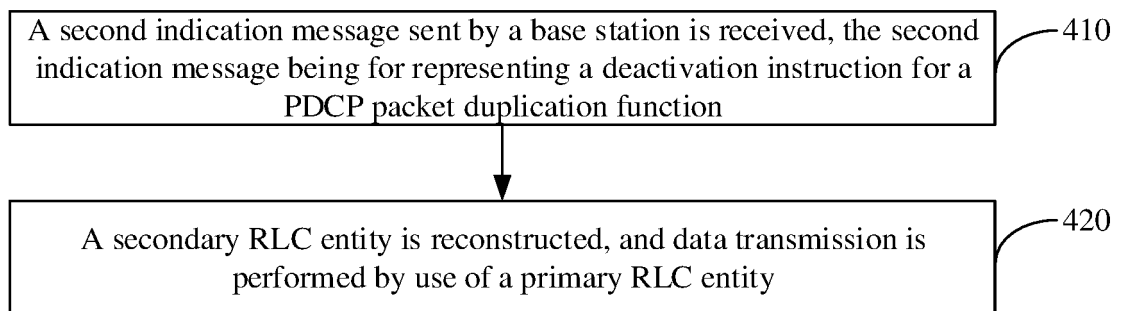 A second indication message sent by a base station is received, the second
indication message being for representing a deactivation instruction for a
PDCP packet duplication function
410
A secondary RLC entity is reconstructed, and data transmission is
performed by use of a primary RLC entity
420